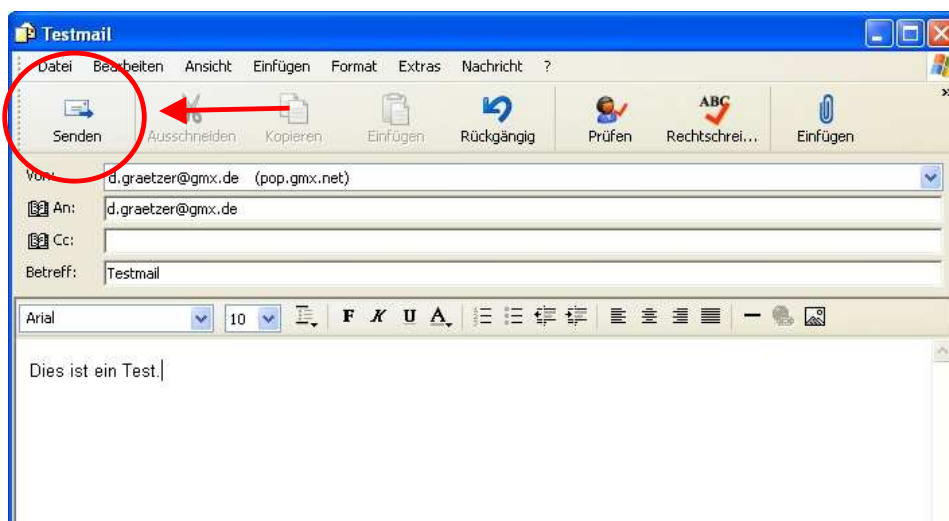 Testmail
Datei Bearbeiten Ansicht Einfügen Format Extras Nachricht ?
Senden Ausschneiden Kopieren Einfügen Rückgängig Prüfen Rechtschrei... Einfügen
Von: d.graetzer@gmx.de (pop.gmx.net)
An: d.graetzer@gmx.de
Cc:
Betreff: Testmail
Arial 10 F K U A
Dies ist ein Test.